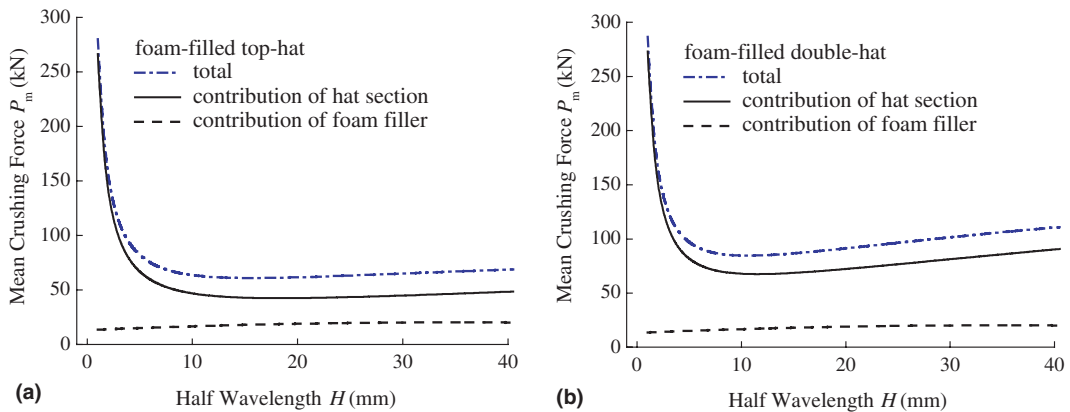 300
250
200
150
100
50
0
Mean Crushing Force Pm (kN)
foam-filled top-hat
total
contribution of hat section
contribution of foam filler
0 10 20 30 40
(a)
Half Wavelength H (mm)
300
250
200
150
100
50
0
Mean Crushing Force Pm (kN)
foam-filled double-hat
total
contribution of hat section
contribution of foam filler
0 10 20 30 40
(b)
Half Wavelength H (mm)